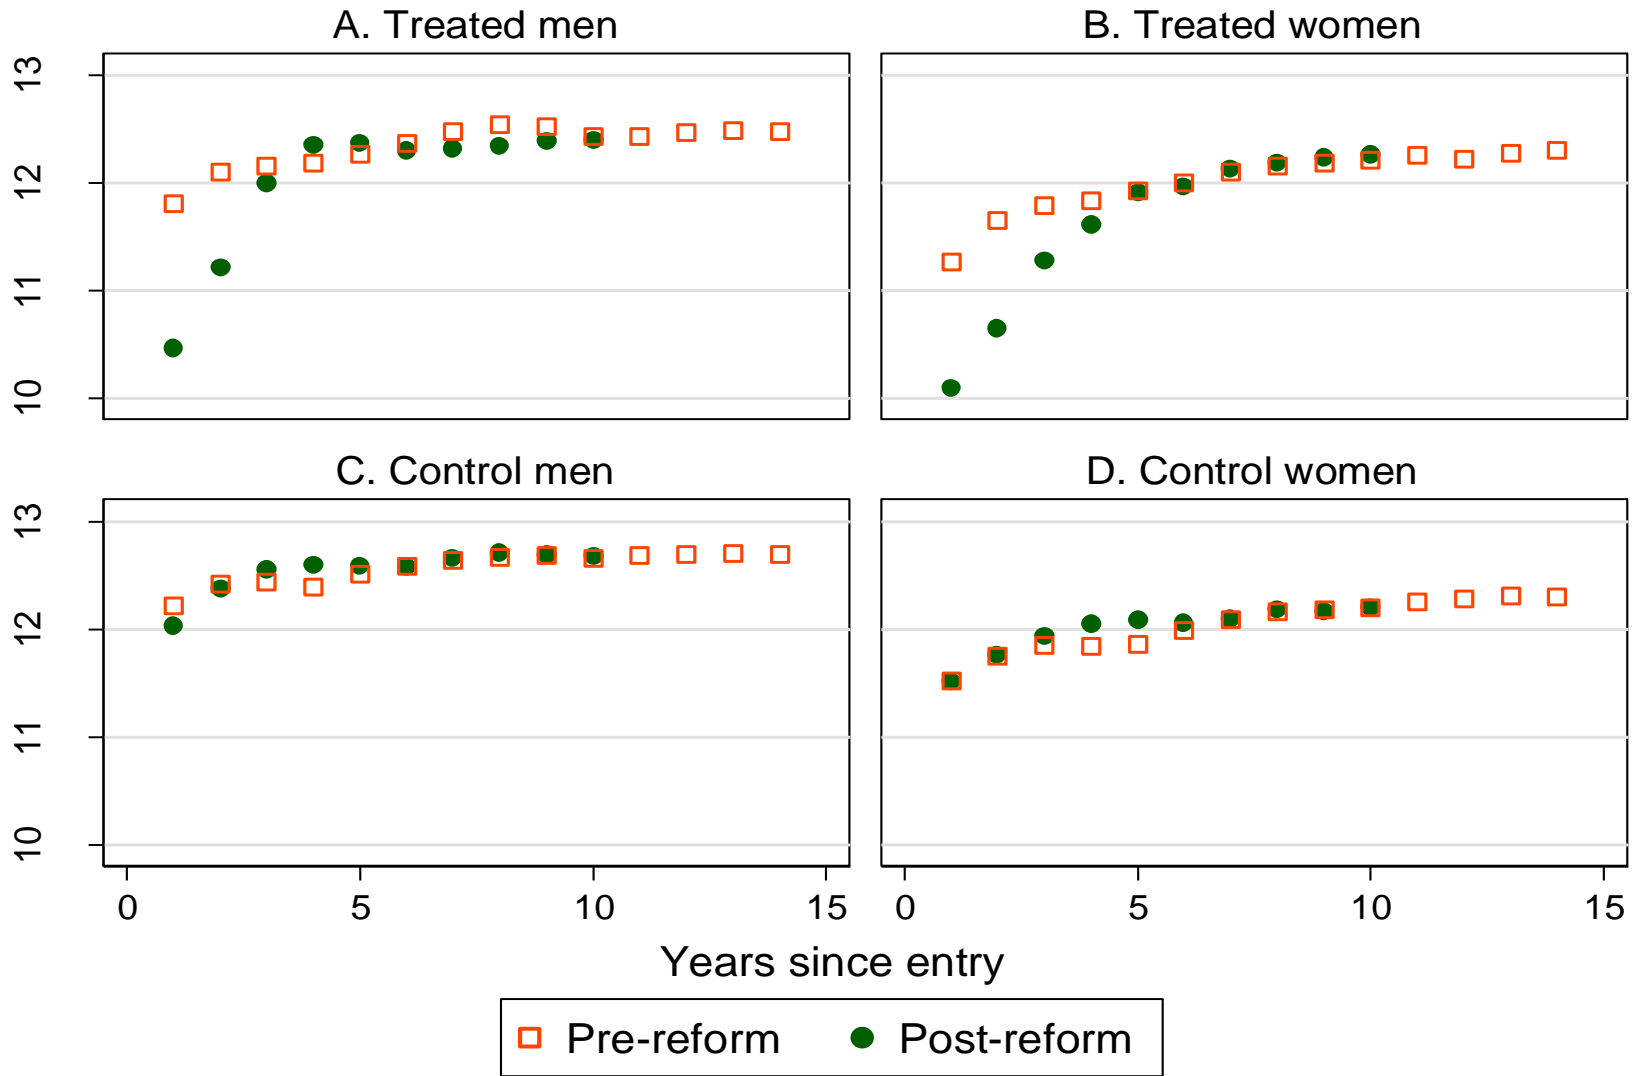 A. Treated men
B. Treated women
13
12
11
10
C. Control men
D. Control women
13
12
11
10
0 5 10 15 0 5 10 15
Years since entry
Pre-reform Post-reform